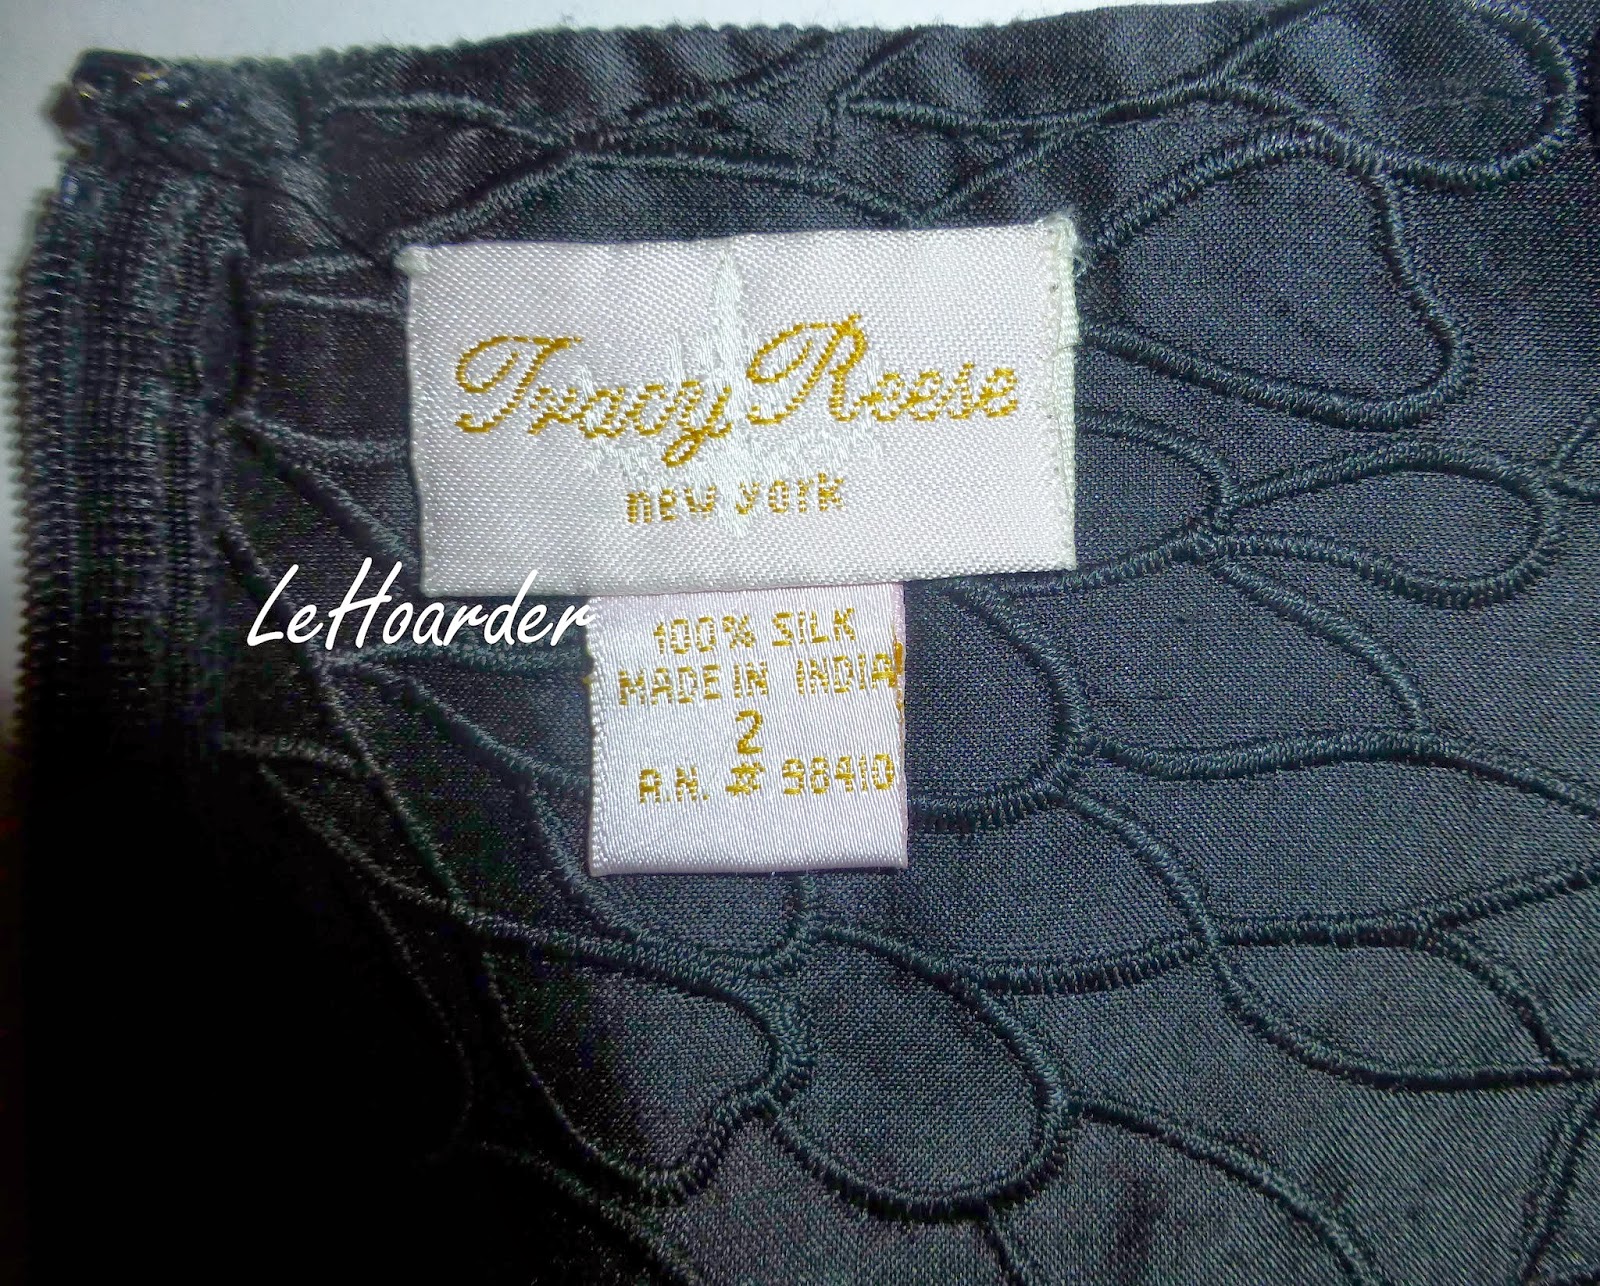 Tracy Reese
new york
LeHoarder
100% SILK
MADE IN INDIA
2
A.N. # 98410